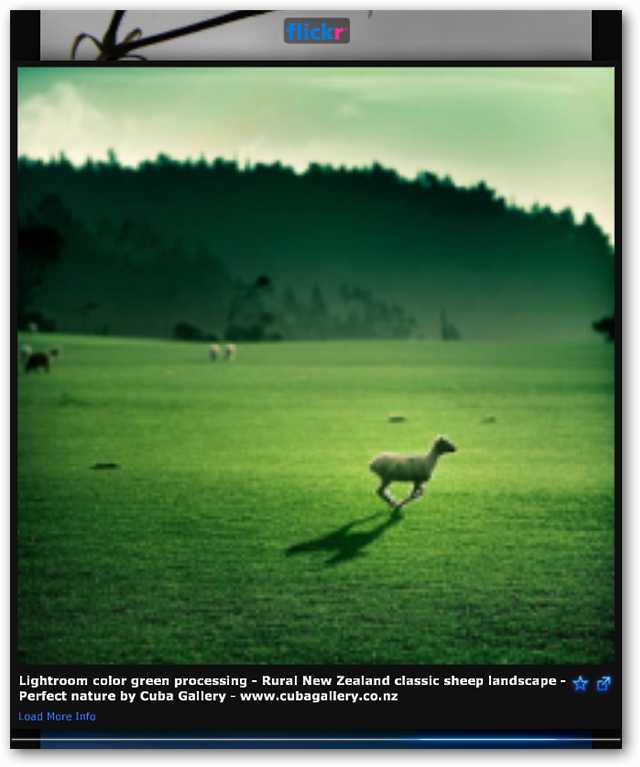 flickr
Lightroom color green processing - Rural New Zealand classic sheep landscape -
Perfect nature by Cuba Gallery - www.cubagallery.co.nz
Load More Info